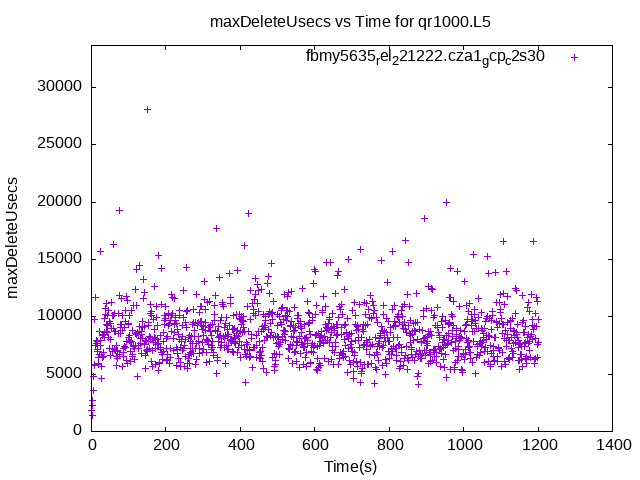 maxDeleteUsecs vs Time for qr1000.L5
fbmy5635rel221222.cza1gcpc2s30
30000
25000
20000
15000
10000
5000
0
maxDeleteUsecs
0 200 400 600 800 1000 1200 1400
Time(s)